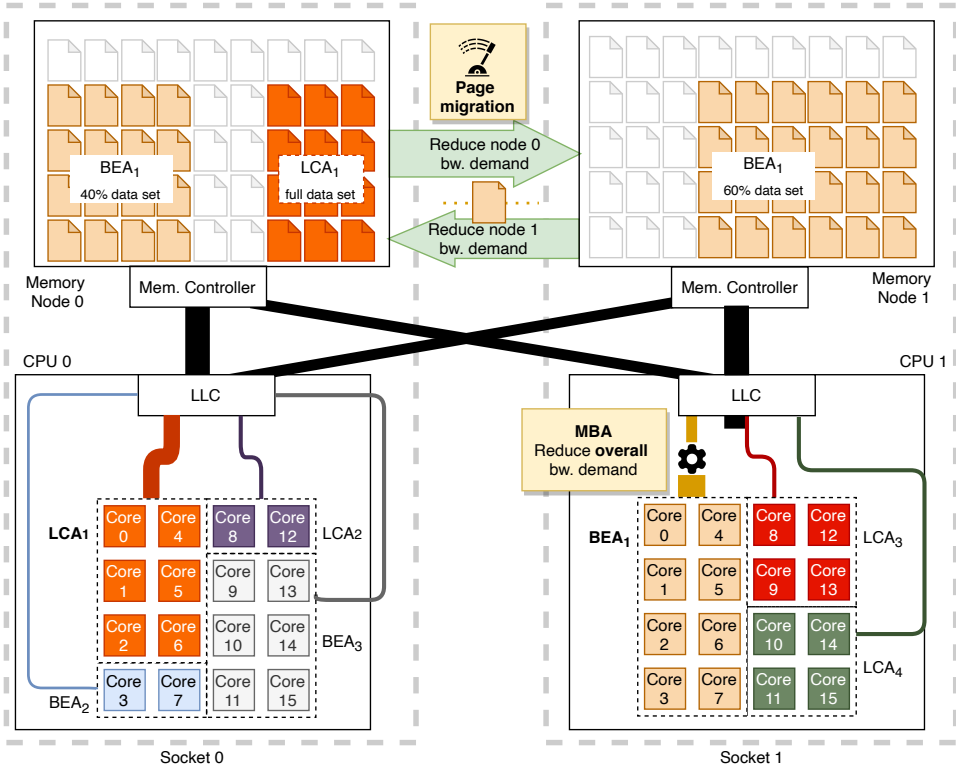 Page
migration
BEA1
40% data set
LCA1
full data set
Reduce node 0
bw. demand
Reduce node 1
bw. demand
BEA1
60% data set
Memory
Node 0
Mem. Controller
Mem. Controller
Memory
Node 1
CPU 0
LLC
LCA1
Core
0
Core
4
Core
8
Core
12
LCA2
Core
1
Core
5
Core
9
Core
13
Core
2
Core
6
Core
10
Core
14
BEA3
Core
3
Core
7
Core
11
Core
15
BEA2
Socket 0
CPU 1
LLC
MBA
Reduce overall
bw. demand
BEA1
Core
0
Core
4
Core
8
Core
12
LCA3
Core
1
Core
5
Core
9
Core
13
Core
2
Core
6
Core
10
Core
14
LCA4
Core
3
Core
7
Core
11
Core
15
Socket 1